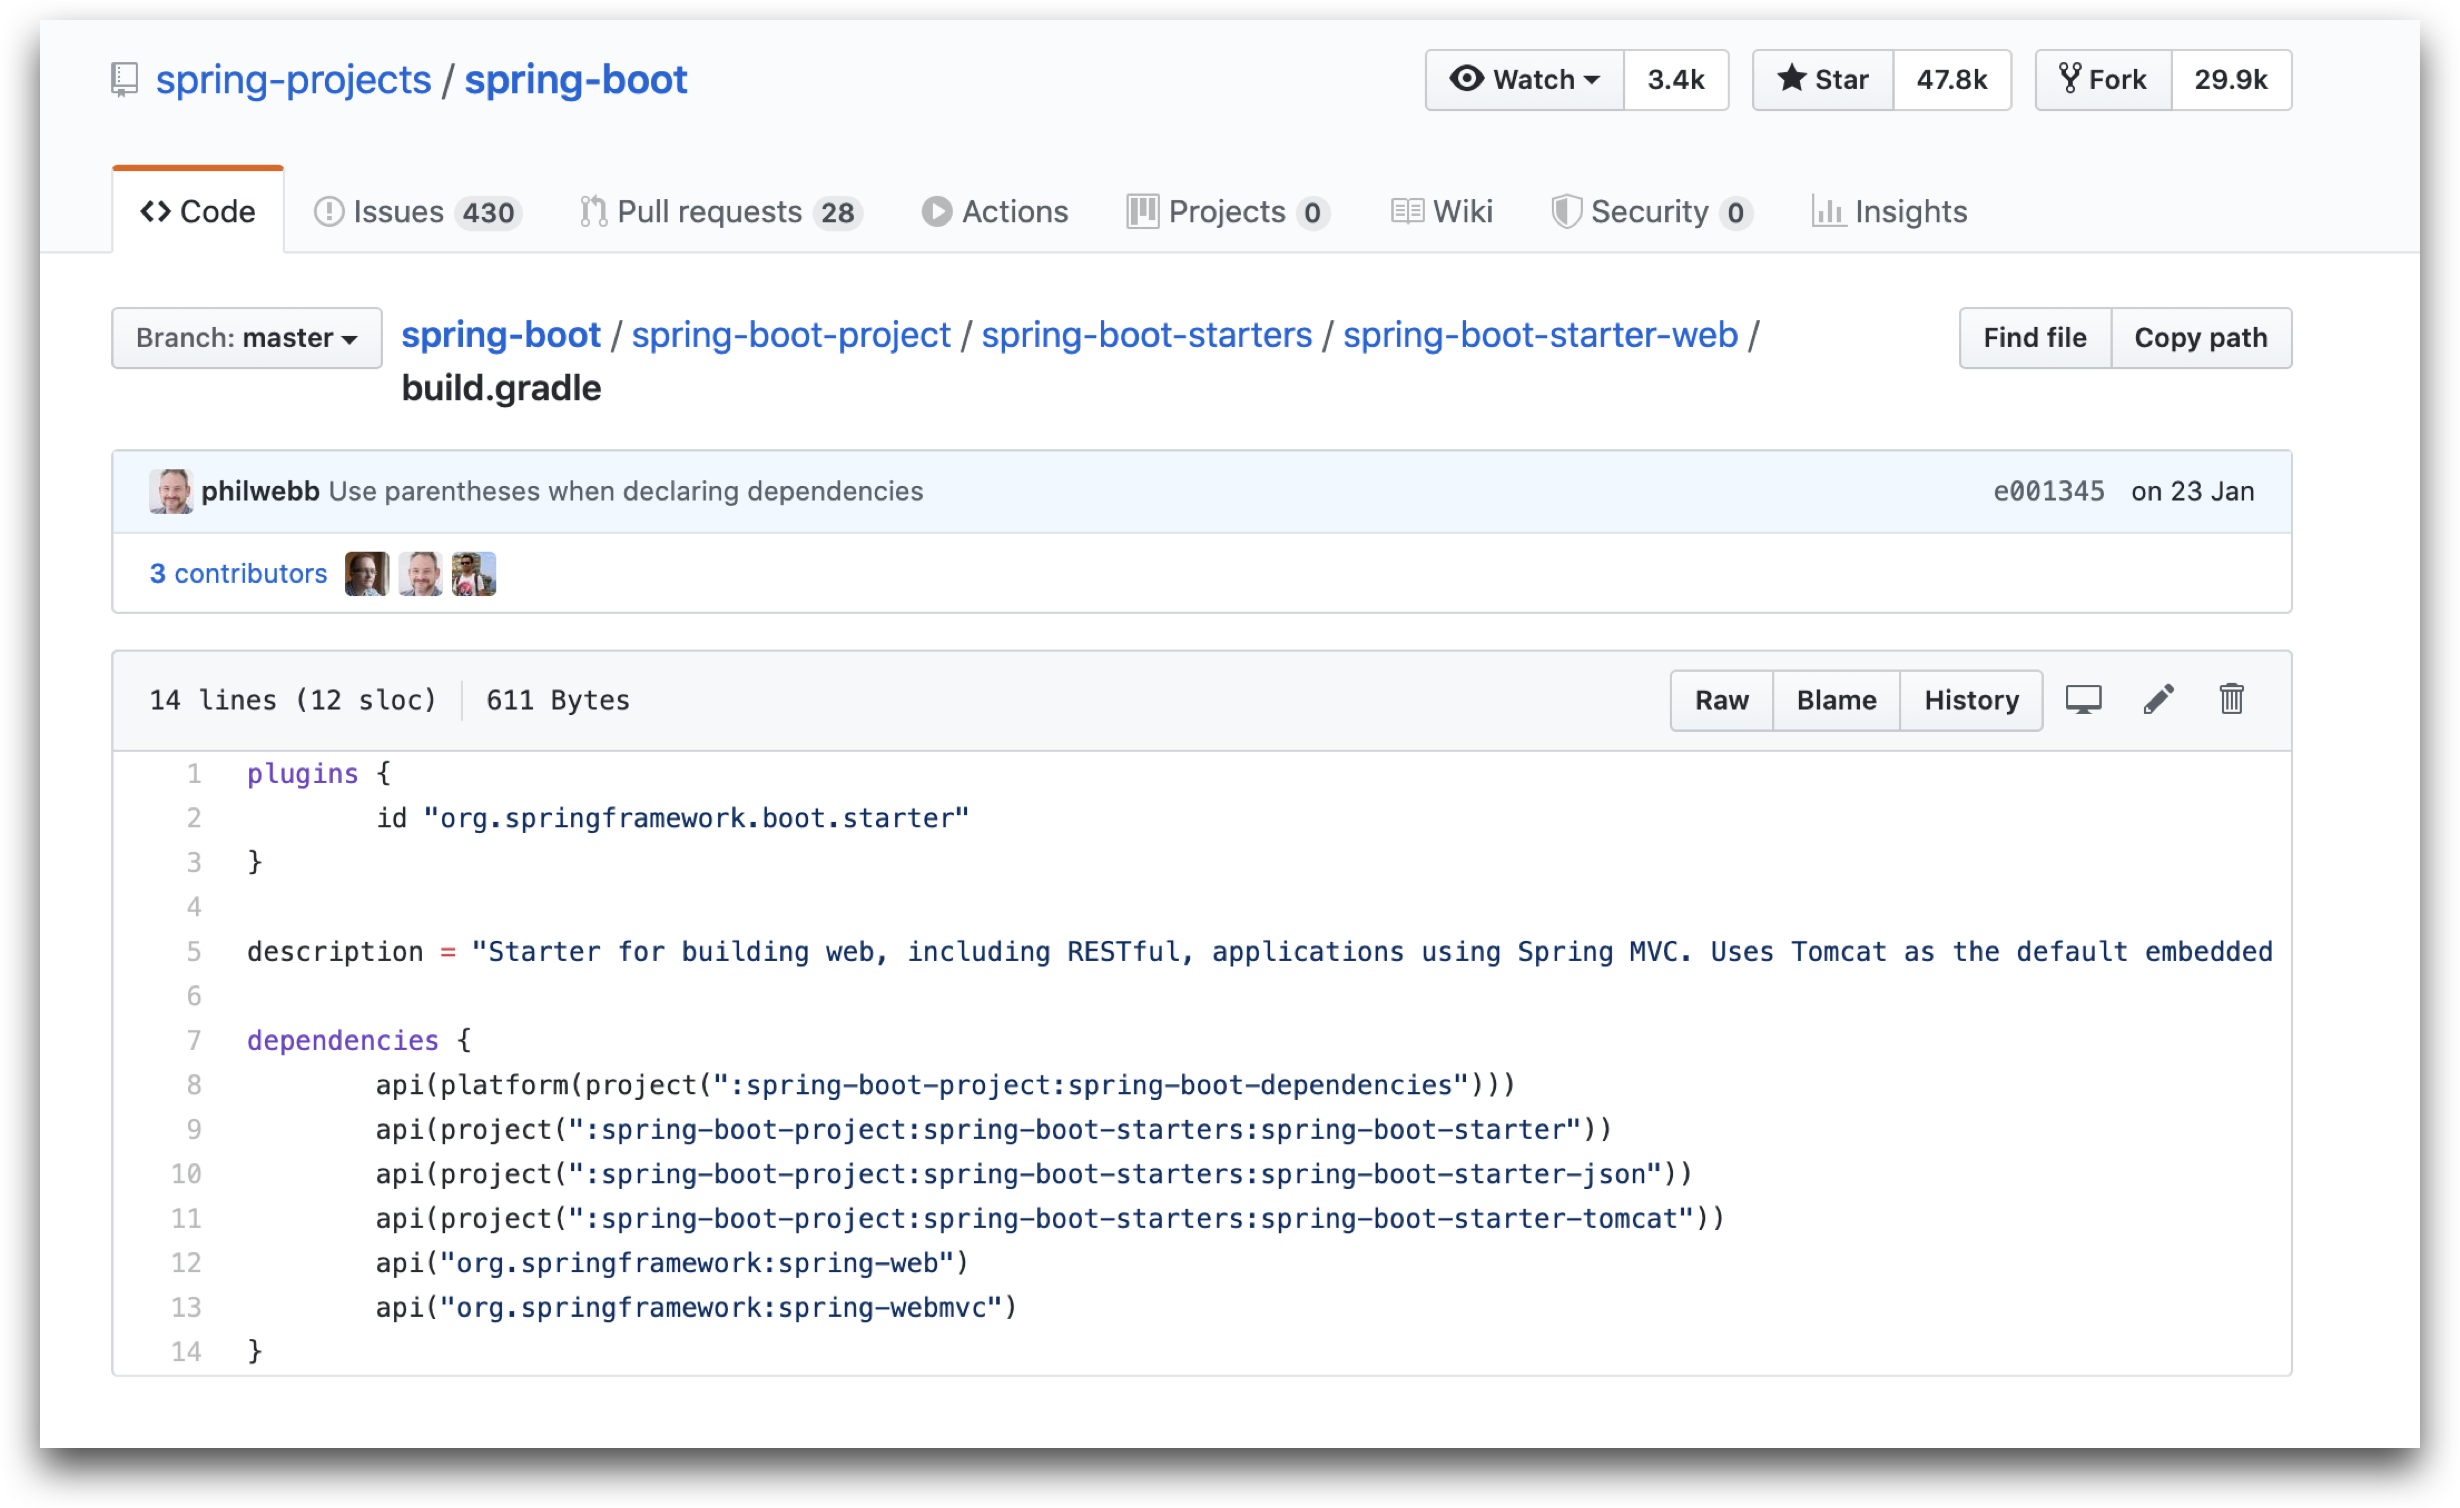 spring-projects / spring-boot
Watch 3.4k Star 47.8k Fork 29.9k
Code Issues 430 Pull requests 28 Actions Projects 0 Wiki Security 0 Insights
Branch: master spring-boot / spring-boot-project / spring-boot-starters / spring-boot-starter-web / Find file Copy path
build.gradle
philwebb Use parentheses when declaring dependencies e001345 on 23 Jan
3 contributors
14 lines (12 sloc) 611 Bytes Raw Blame History
1 plugins {
2 id "org.springframework.boot.starter"
3 }
4
5 description = "Starter for building web, including RESTful, applications using Spring MVC. Uses Tomcat as the default embedded
6
7 dependencies {
8 api(platform(project(":spring-boot-project:spring-boot-dependencies")))
9 api(project(":spring-boot-project:spring-boot-starters:spring-boot-starter"))
10 api(project(":spring-boot-project:spring-boot-starters:spring-boot-starter-json"))
11 api(project(":spring-boot-project:spring-boot-starters:spring-boot-starter-tomcat"))
12 api("org.springframework:spring-web")
13 api("org.springframework:spring-webmvc")
14 }